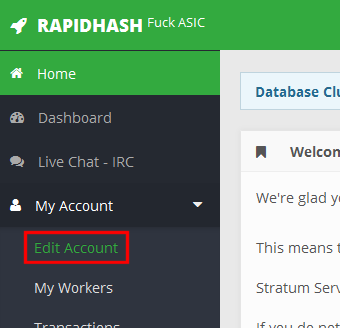 RAPIDHASH Fuck ASIC
Home
Dashboard
Live Chat - IRC
My Account
Edit Account
My Workers
Transactions
Database Clu
Welcom
We're glad y
This means t
Stratum Serv
If you do not